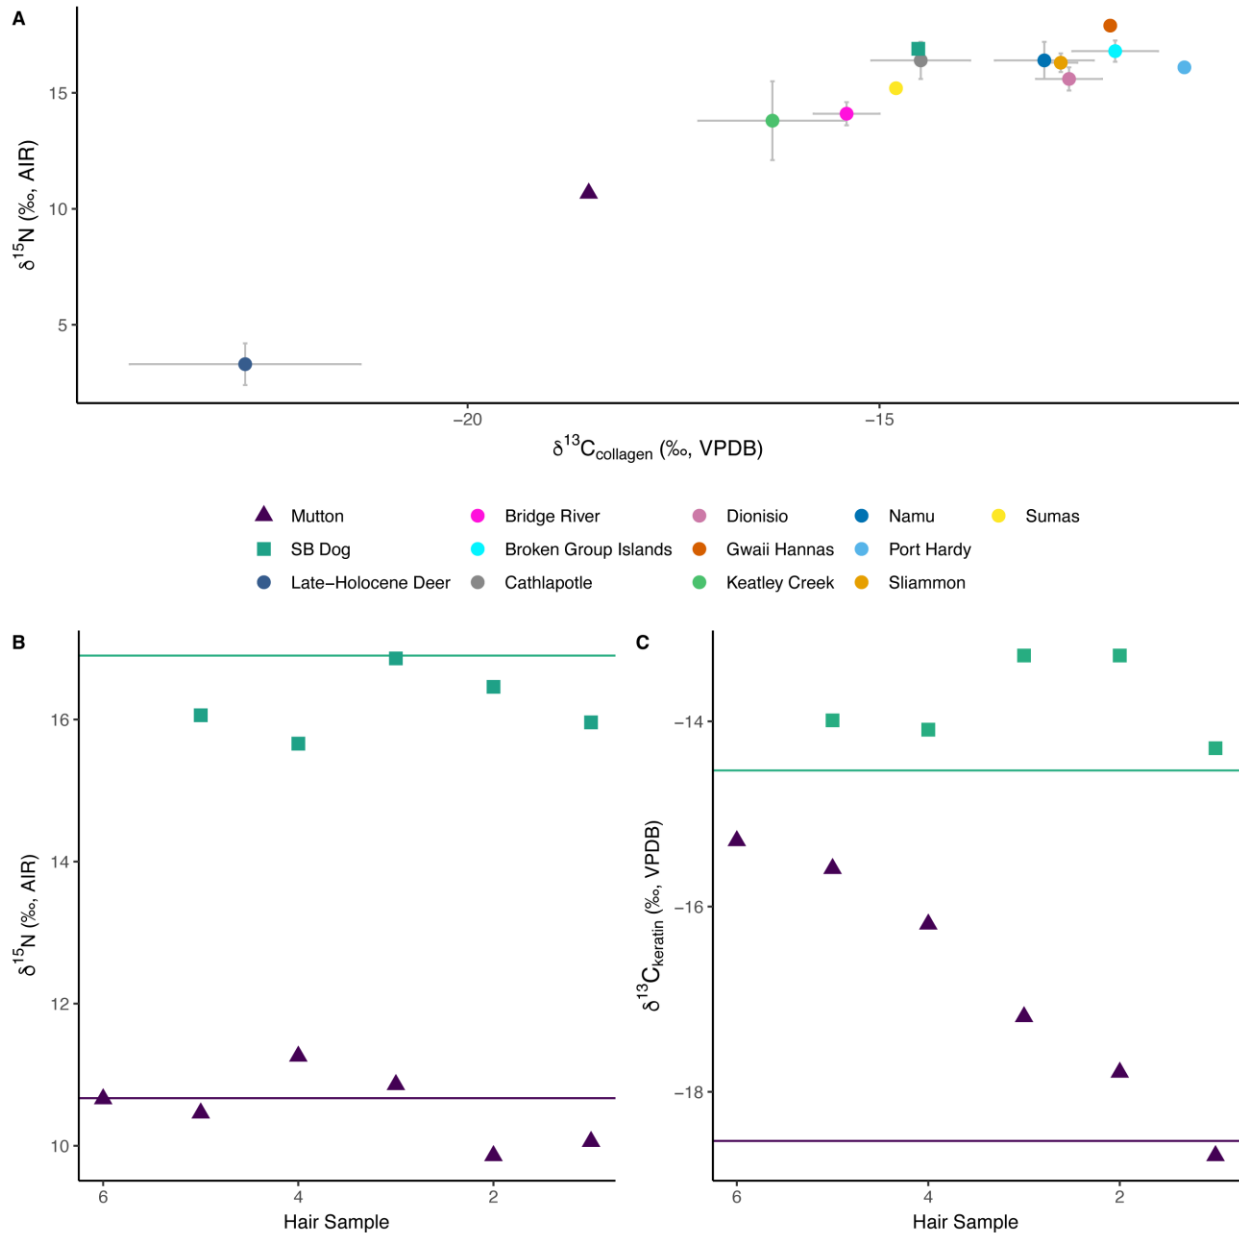 A
15
10
5
δ15N (‰, AIR)
−20
−15
δ13Ccollagen (‰, VPDB)
Mutton
Bridge River
Dionisio
Namu
Sumas
SB Dog
Broken Group Islands
Gwaii Hannas
Port Hardy
Late−Holocene Deer
Cathlapotle
Keatley Creek
Sliammon
B
16
14
12
10
δ15N (‰, AIR)
6
4
2
Hair Sample
C
−14
−16
−18
δ13Ckeratin (‰, VPDB)
6
4
2
Hair Sample